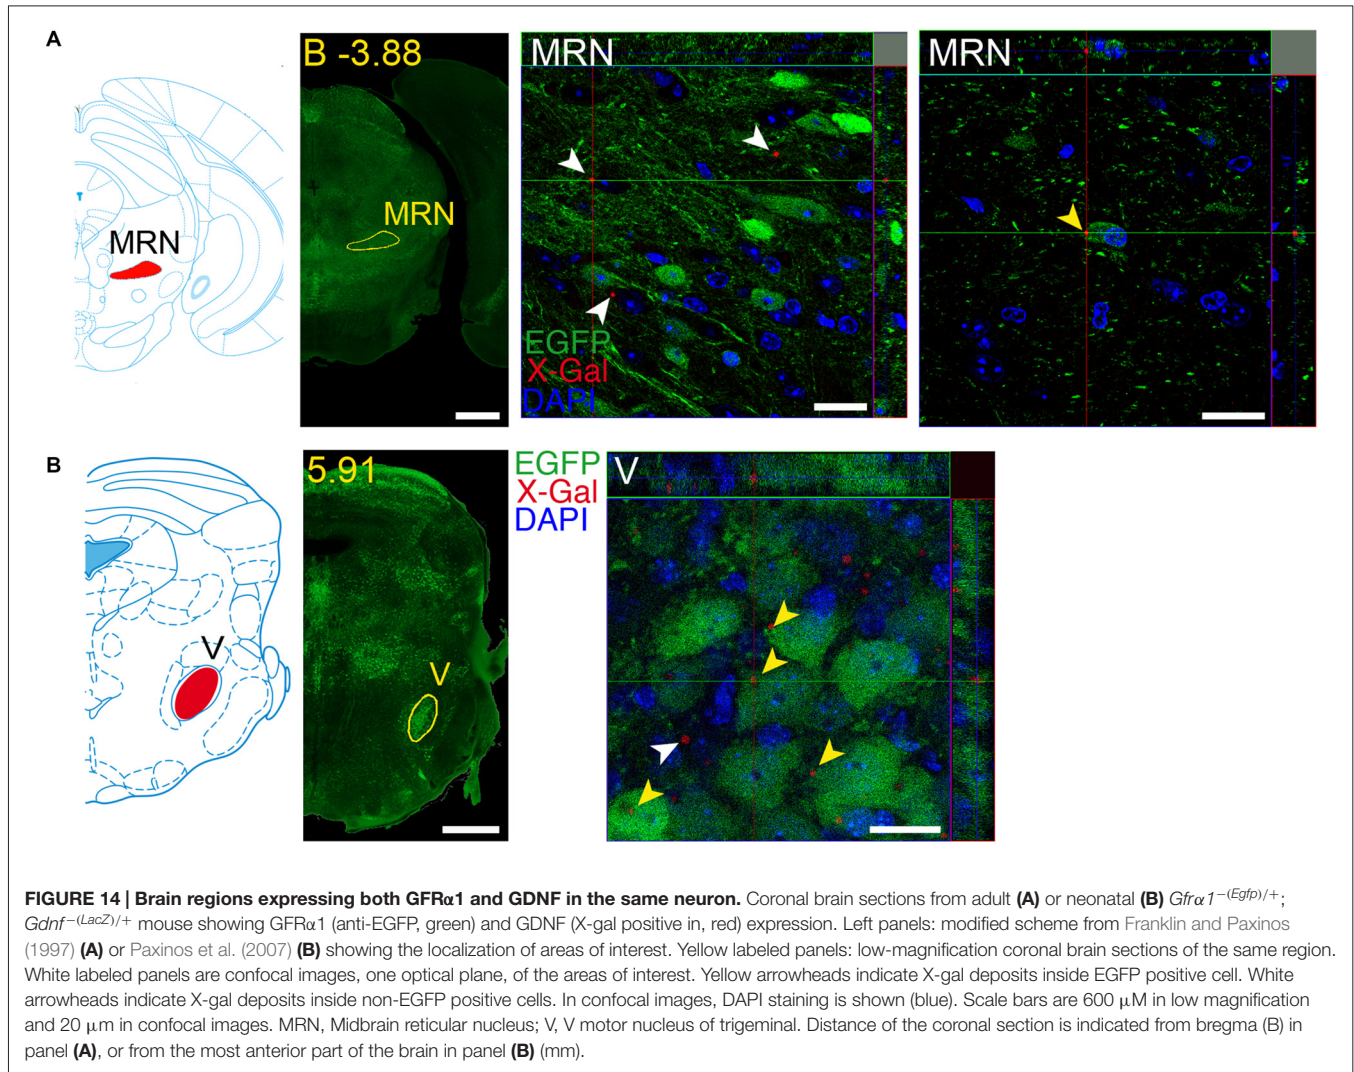 A
B -3.88
MRN
MRN
MRN
MRN
EGFP
X-Gal
DAPI
B
5.91
EGFP
X-Gal
DAPI
V
V
V
FIGURE 14 | Brain regions expressing both GFRα1 and GDNF in the same neuron. Coronal brain sections from adult (A) or neonatal (B) Gfrα1−(Egfp)/+;
Gdnf−(LacZ)/+ mouse showing GFRα1 (anti-EGFP, green) and GDNF (X-gal positive in, red) expression. Left panels: modified scheme from Franklin and Paxinos
(1997) (A) or Paxinos et al. (2007) (B) showing the localization of areas of interest. Yellow labeled panels: low-magnification coronal brain sections of the same region.
White labeled panels are confocal images, one optical plane, of the areas of interest. Yellow arrowheads indicate X-gal deposits inside EGFP positive cell. White
arrowheads indicate X-gal deposits inside non-EGFP positive cells. In confocal images, DAPI staining is shown (blue). Scale bars are 600 μM in low magnification
and 20 μm in confocal images. MRN, Midbrain reticular nucleus; V, V motor nucleus of trigeminal. Distance of the coronal section is indicated from bregma (B) in
panel (A), or from the most anterior part of the brain in panel (B) (mm).